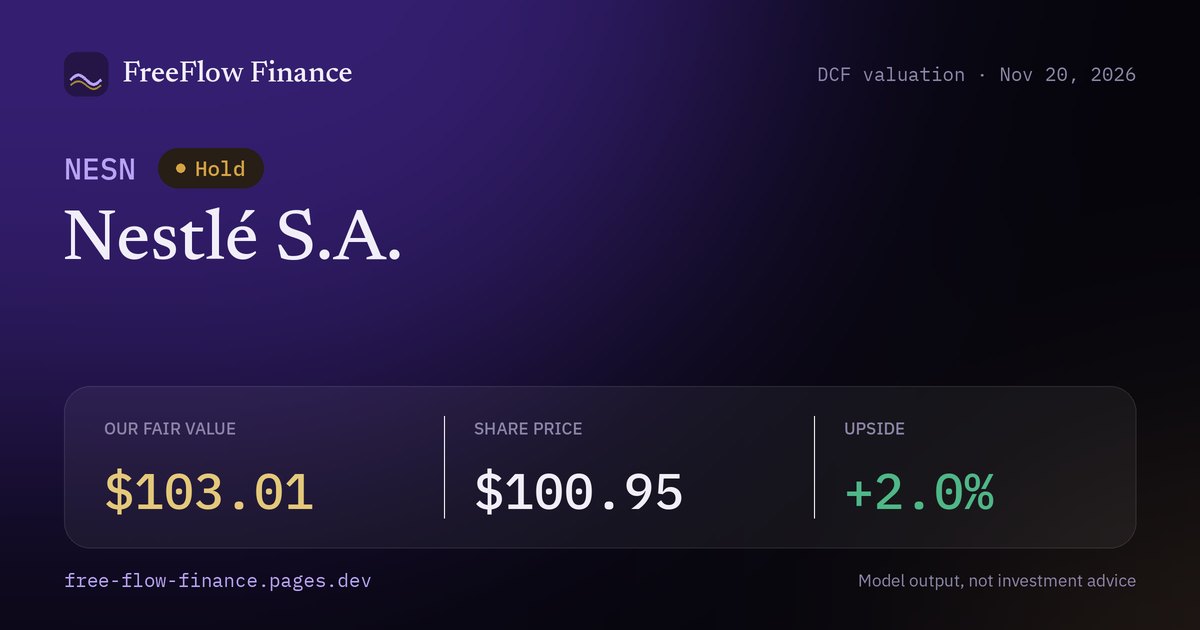 FreeFlow Finance
DCF valuation · Nov 20, 2026
NESN
Hold
Nestlé S.A.
OUR FAIR VALUE
$103.01
SHARE PRICE
$100.95
UPSIDE
+2.0%
free-flow-finance.pages.dev
Model output, not investment advice